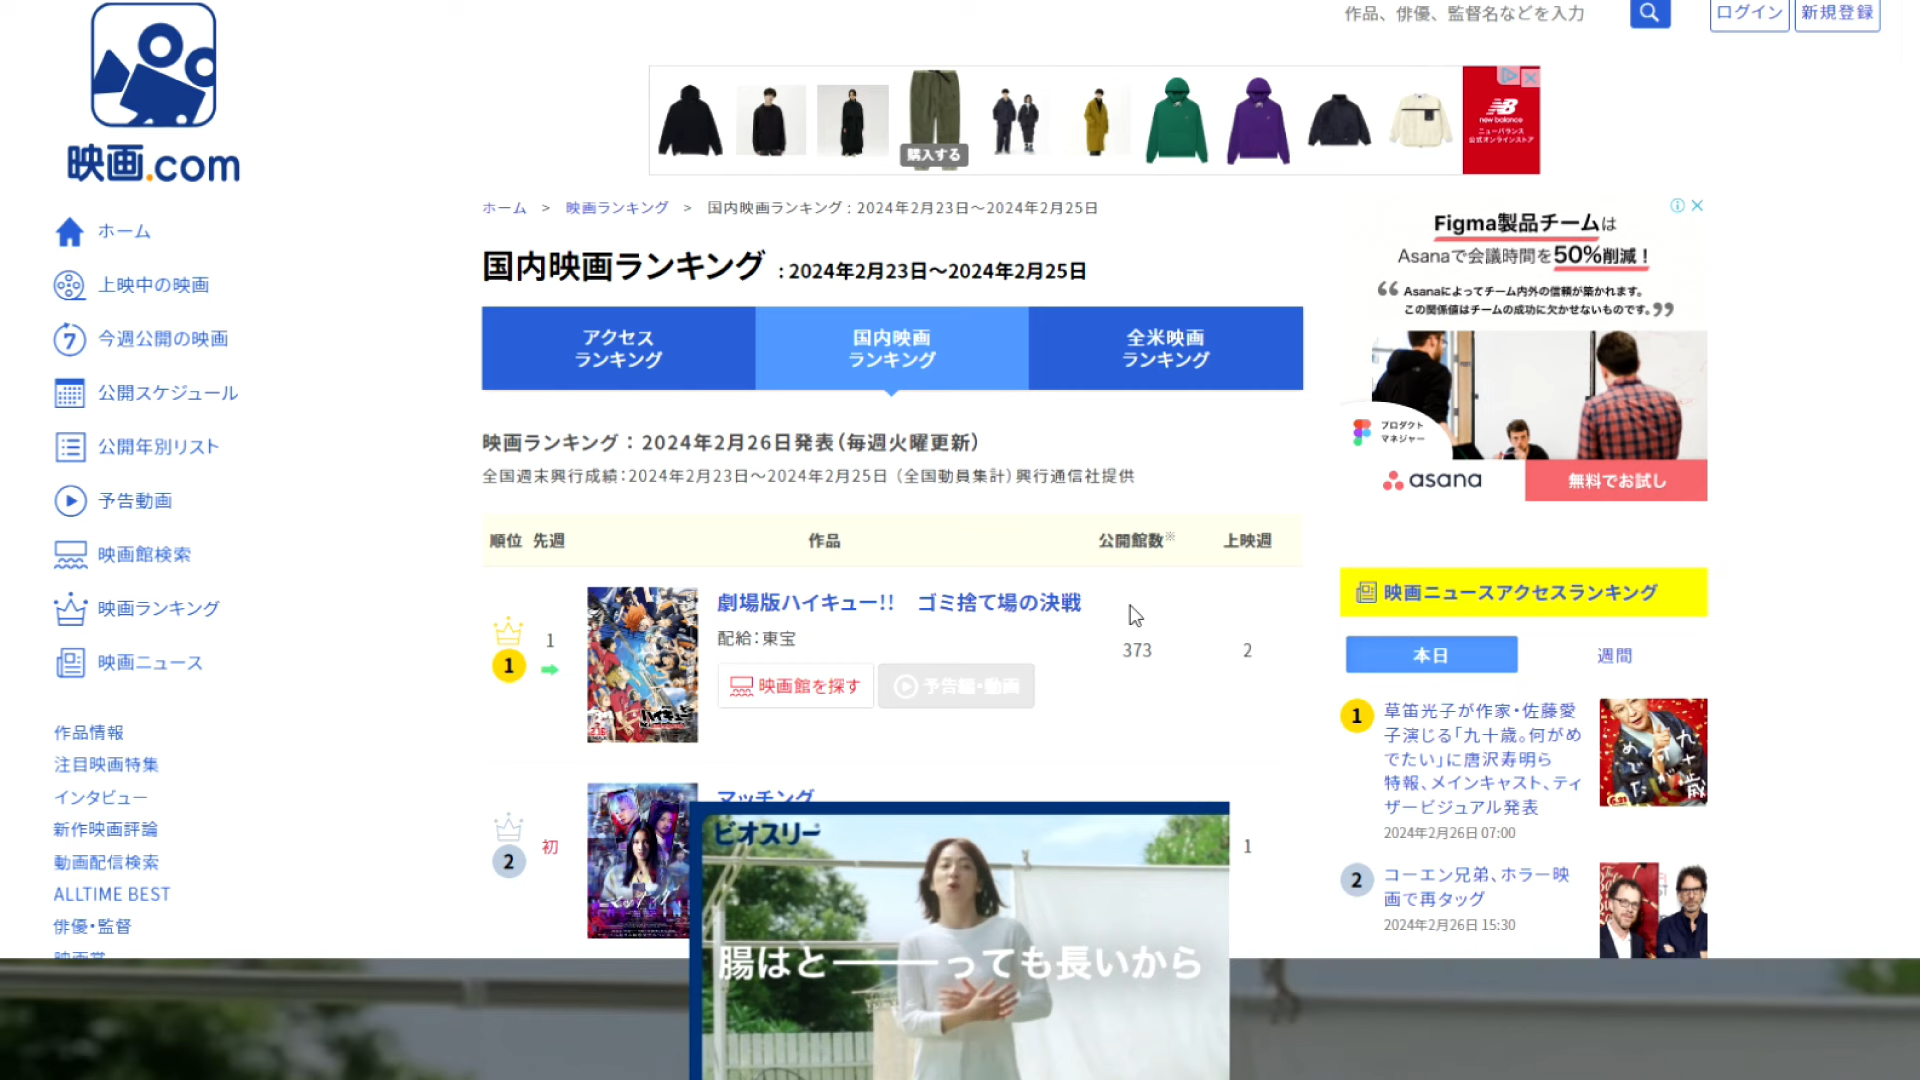 作品、俳優、監督名などを入力
ログイン
新規登録
映画.com
購入する
new balance
ニューバランス
公式オンラインストア
ホーム
上映中の映画
7
今週公開の映画
公開スケジュール
公開年別リスト
予告動画
映画館検索
映画ランキング
映画ニュース
作品情報
注目映画特集
インタビュー
新作映画評論
動画配信検索
ALLTIME BEST
俳優・監督
ホーム > 映画ランキング > 国内映画ランキング : 2024年2月23日~2024年2月25日
国内映画ランキング : 2024年2月23日~2024年2月25日
アクセス
ランキング
国内映画
ランキング
全米映画
ランキング
映画ランキング : 2024年2月26日発表(毎週火曜更新)
全国週末興行成績:2024年2月23日~2024年2月25日 (全国動員集計)興行通信社提供
順位 先週 作品 公開館数※ 上映週
1
1
劇場版ハイキュー!! ゴミ捨て場の決戦
配給:東宝
映画館を探す
予告編・動画
373
2
2
初
マッチング
1
ビオスリー
腸はと───っても長いから
Figma製品チームは
Asanaで会議時間を50%削減!
Asanaによってチーム内外の信頼が築かれます。
この関係値はチームの成功に欠かせないものです。
プロダクト
マネジャー
asana
無料でお試し
映画ニュースアクセスランキング
本日
週間
1
草笛光子が作家・佐藤愛
子演じる「九十歳。何がめ
でたい」に唐沢寿明ら
特報、メインキャスト、ティ
ザービジュアル発表
2024年2月26日 07:00
2
コーエン兄弟、ホラー映
画で再タッグ
2024年2月26日 15:30